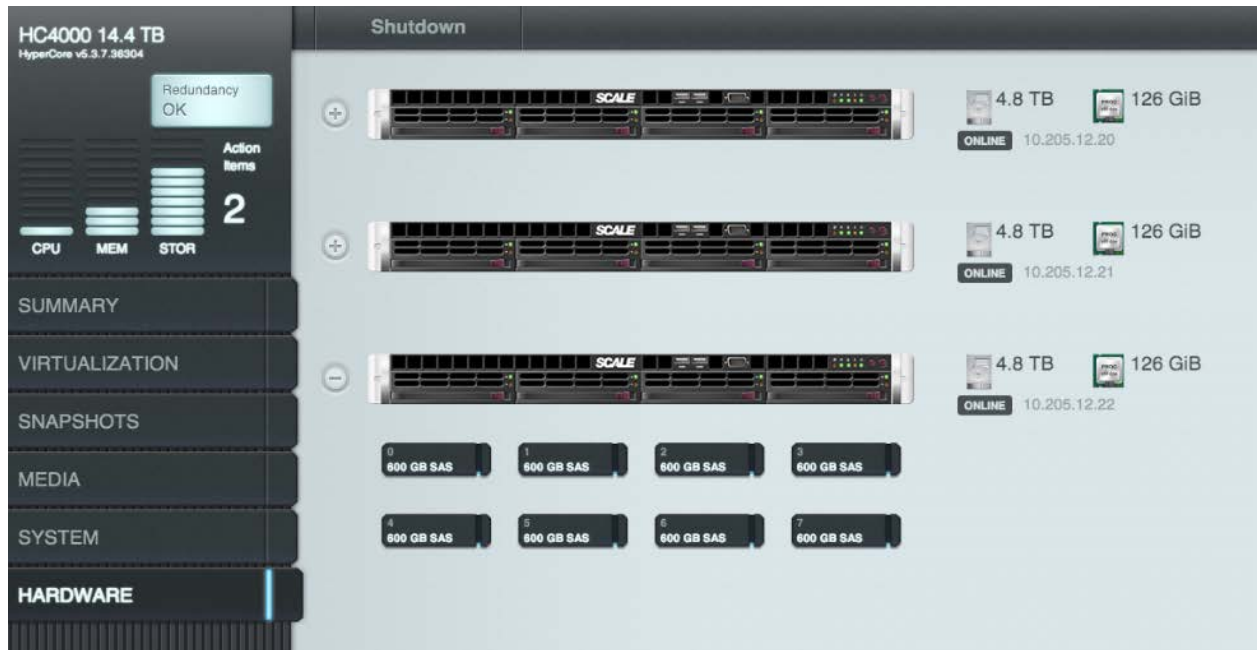 HC4000 14.4 TB
HyperCore v5.3.7.36304
Redundancy
OK
Action
Items
2
CPU MEM STOR
SUMMARY
VIRTUALIZATION
SNAPSHOTS
MEDIA
SYSTEM
HARDWARE
Shutdown
SCALE
4.8 TB 126 GiB
ONLINE 10.205.12.20
SCALE
4.8 TB 126 GiB
ONLINE 10.205.12.21
SCALE
4.8 TB 126 GiB
ONLINE 10.205.12.22
0 1 2 3
600 GB SAS 600 GB SAS 600 GB SAS 600 GB SAS
4 5 6 7
600 GB SAS 600 GB SAS 600 GB SAS 600 GB SAS